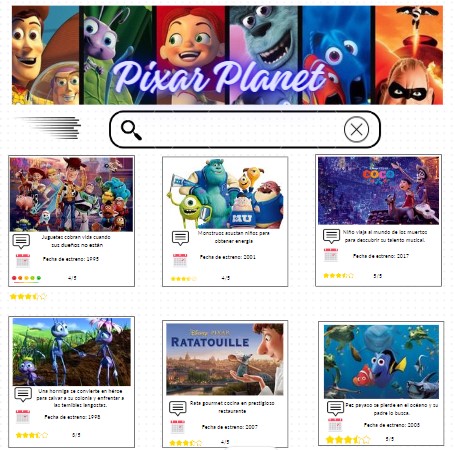 Pixar Planet
Juguetes cobran vida cuando
sus dueños no están
Fecha de estreno: 1995
4/5
Monstruos asustan niños para
obtener energía
Fecha de estreno: 2001
4/5
MU
DISNEY PIXAR
COCO
Niño viaja al mundo de los muertos
para descubrir su talento musical.
Fecha de estreno: 2017
5/5
Una hormiga se convierte en héroe
para salvar a su colonia y enfrentar a
las temibles langostas.
Fecha de estreno: 1998
3/5
Disney PIXAR
RATATOUILLE
Rata gourmet cocina en prestigioso
restaurante.
Fecha de estreno: 2007
4/5
Pez payaso se pierde en el océano y su
padre lo busca.
Fecha de estreno: 2003
5/5